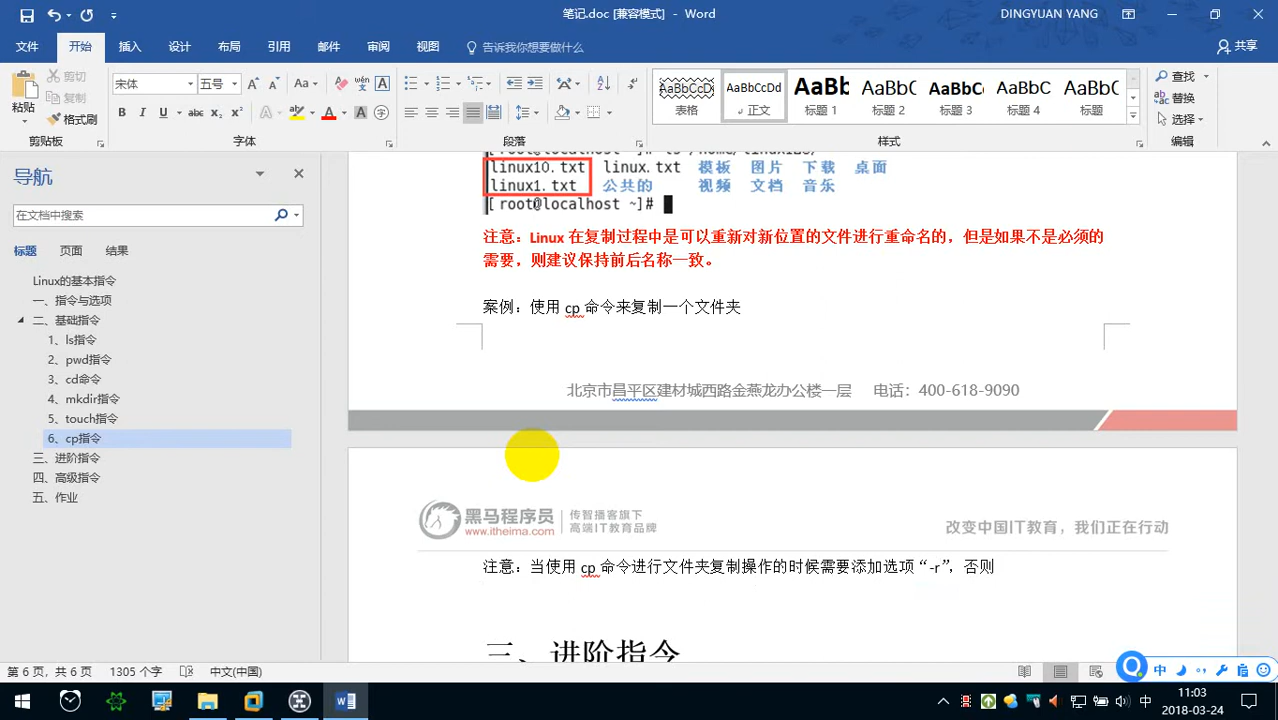 笔记.doc [兼容模式] - Word
DINGYUAN YANG
文件 开始 插入 设计 布局 引用 邮件 审阅 视图 告诉我你想要做什么 共享
粘贴 剪切 复制 格式刷
宋体 五号
AaBbCcDd AaBbCcDd AaBb AaBbC AaBbC AaBbC AaBbC
表格 正文 标题 1 标题 2 标题 3 标题 4 标题
查找 替换 选择
剪贴板 字体 段落 样式 编辑
导航
在文档中搜索
标题 页面 结果
Linux的基本指令
一、指令与选项
二、基础指令
1、ls指令
2、pwd指令
3、cd命令
4、mkdir指令
5、touch指令
6、cp指令
三、进阶指令
四、高级指令
五、作业
linux10.txt linux.txt 模板 图片 下载 桌面
linux1.txt 公共的 视频 文档 音乐
[root@localhost ~]#
注意：Linux 在复制过程中是可以重新对新位置的文件进行重命名的，但是如果不是必须的
需要，则建议保持前后名称一致。
案例：使用 cp 命令来复制一个文件夹
北京市昌平区建材城西路金燕龙办公楼一层 电话：400-618-9090
黑马程序员 传智播客旗下
www.itheima.com 高端IT教育品牌
改变中国IT教育，我们正在行动
注意：当使用 cp 命令进行文件夹复制操作的时候需要添加选项“-r”，否则
三、进阶指令
第 6 页，共 6 页 1305 个字 中文(中国)
中
中 11:03
2018-03-24